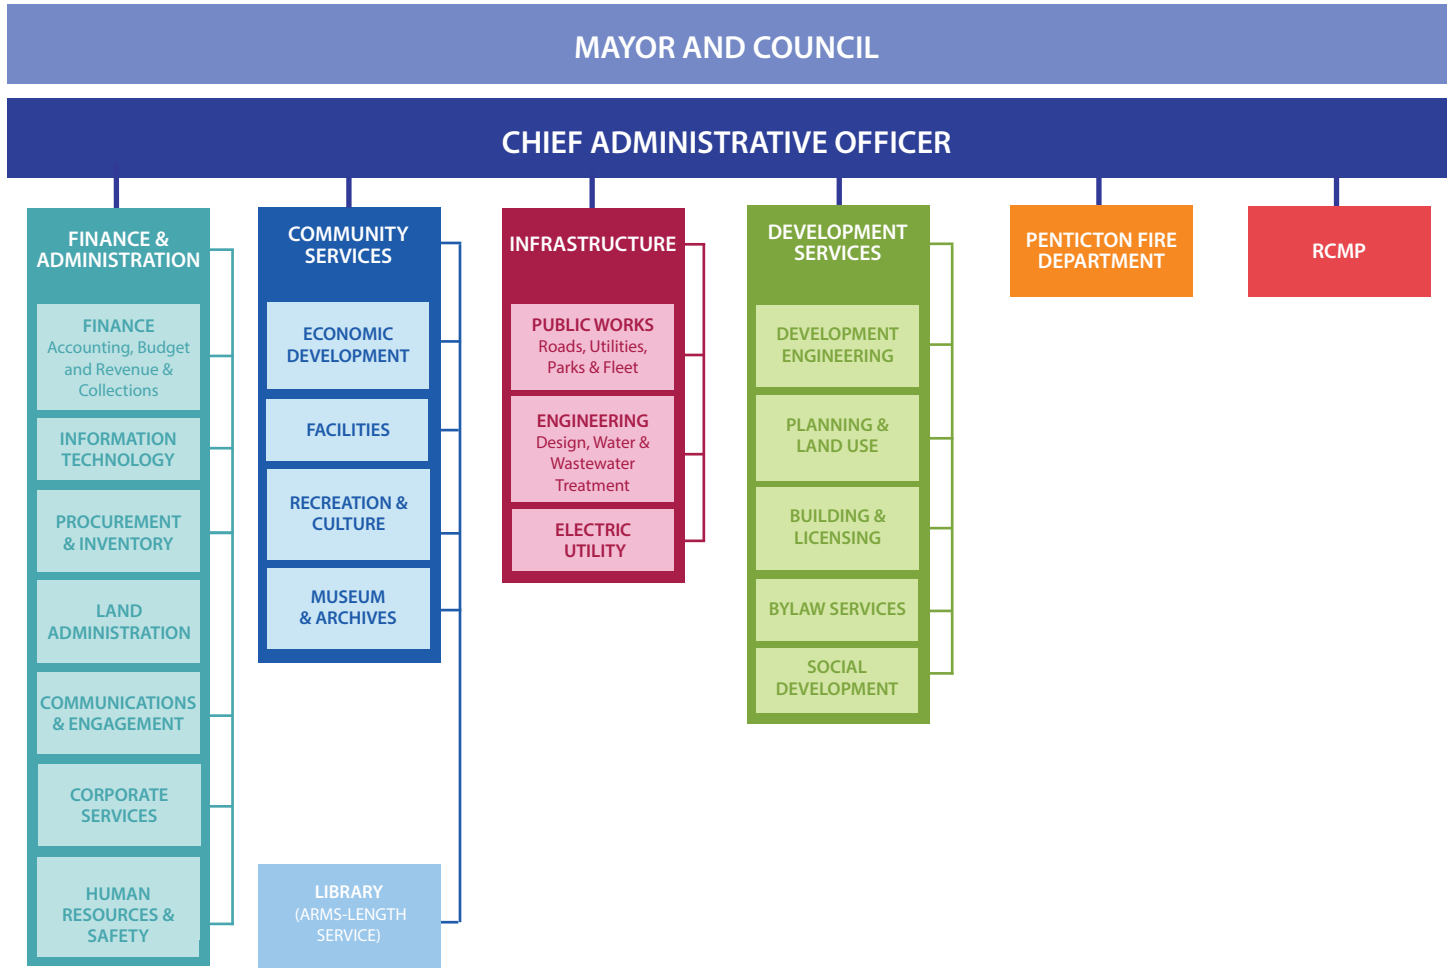 MAYOR AND COUNCIL
CHIEF ADMINISTRATIVE OFFICER
FINANCE &
ADMINISTRATION
FINANCE
Accounting, Budget
and Revenue &
Collections
INFORMATION
TECHNOLOGY
PROCUREMENT
& INVENTORY
LAND
ADMINISTRATION
COMMUNICATIONS
& ENGAGEMENT
CORPORATE
SERVICES
HUMAN
RESOURCES &
SAFETY
COMMUNITY
SERVICES
ECONOMIC
DEVELOPMENT
FACILITIES
RECREATION &
CULTURE
MUSEUM
& ARCHIVES
LIBRARY
(ARMS-LENGTH
SERVICE)
INFRASTRUCTURE
PUBLIC WORKS
Roads, Utilities,
Parks & Fleet
ENGINEERING
Design, Water &
Wastewater
Treatment
ELECTRIC
UTILITY
DEVELOPMENT
SERVICES
DEVELOPMENT
ENGINEERING
PLANNING &
LAND USE
BUILDING &
LICENSING
BYLAW SERVICES
SOCIAL
DEVELOPMENT
PENTICTON FIRE
DEPARTMENT
RCMP